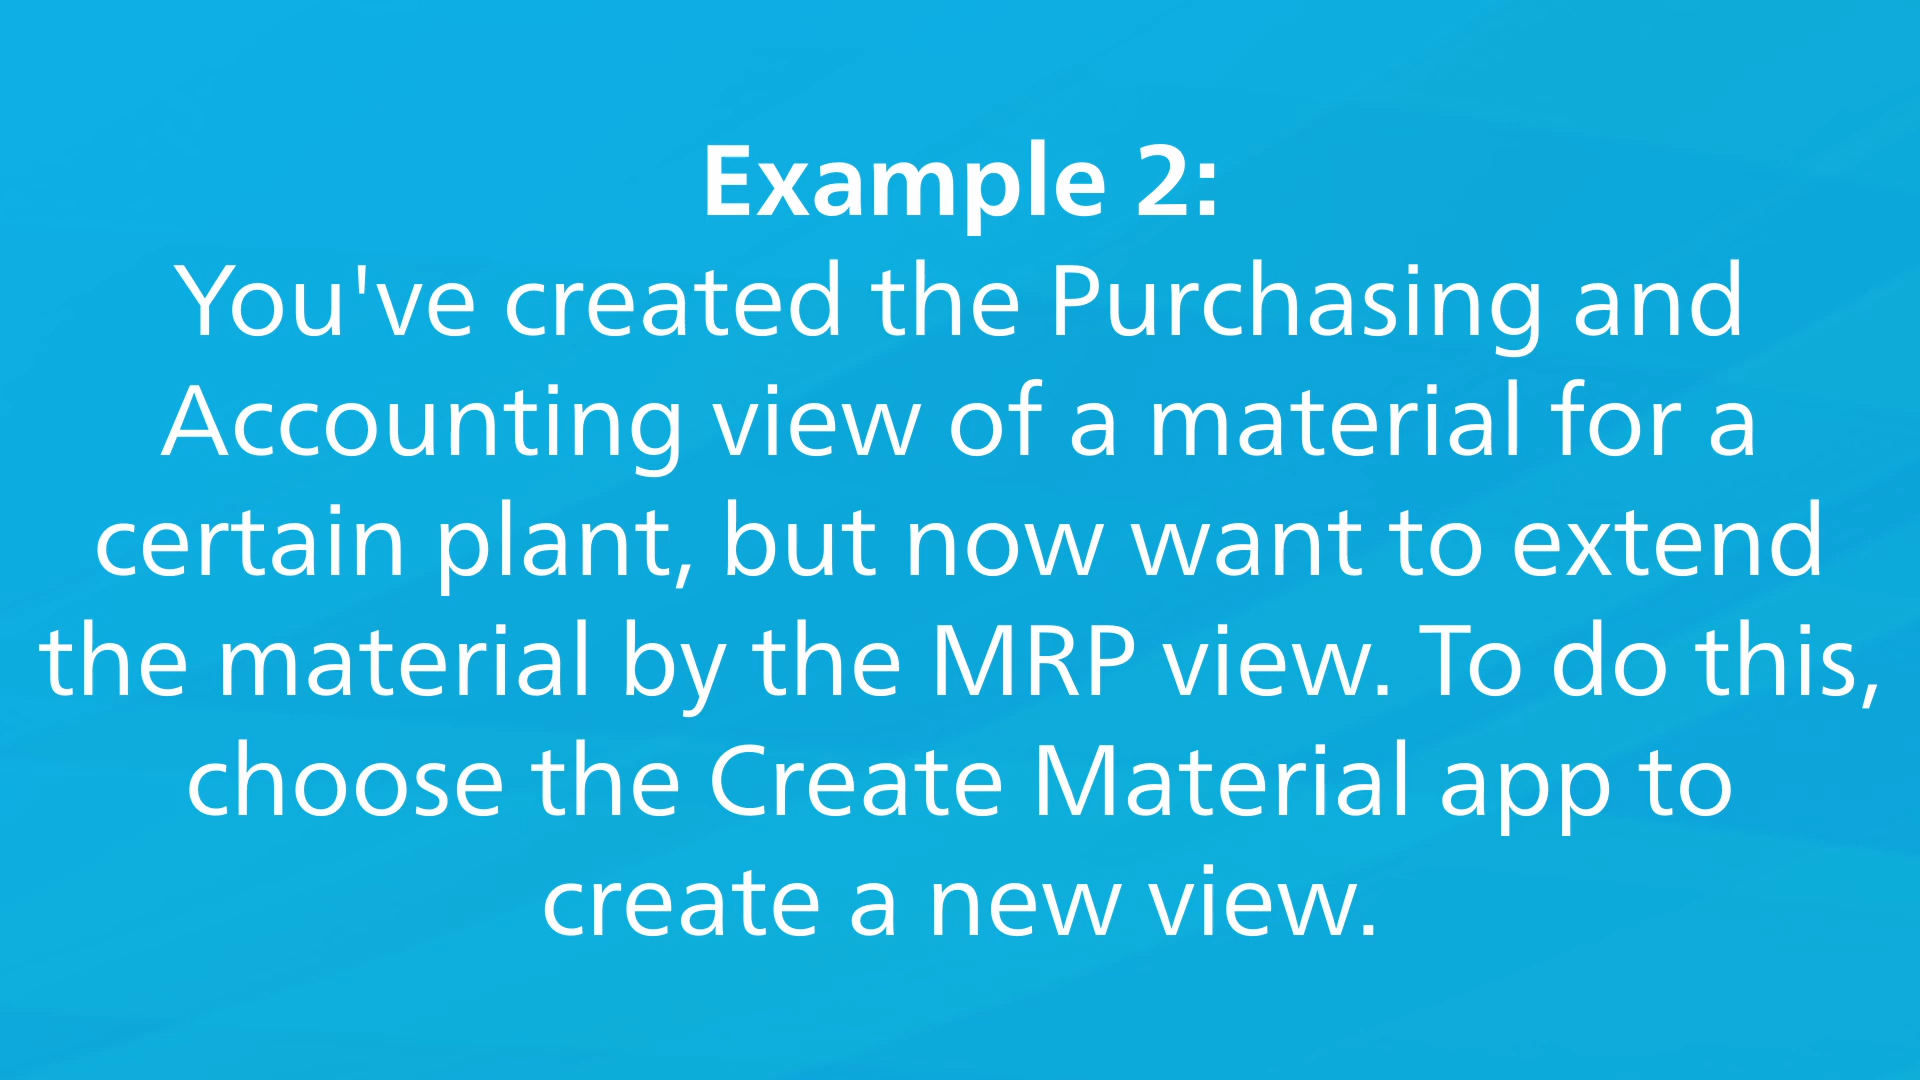 Example 2:
You've created the Purchasing and
Accounting view of a material for a
certain plant, but now want to extend
the material by the MRP view. To do this,
choose the Create Material app to
create a new view.